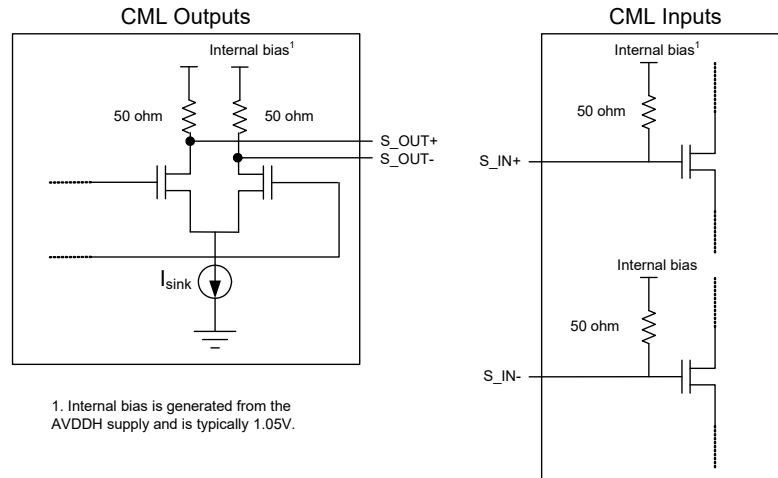 CML Outputs
Internal bias1
50 ohm
50 ohm
S_OUT+
S_OUT-
Isink
1. Internal bias is generated from the
AVDDH supply and is typically 1.05V.
CML Inputs
Internal bias1
50 ohm
S_IN+
Internal bias
50 ohm
S_IN-